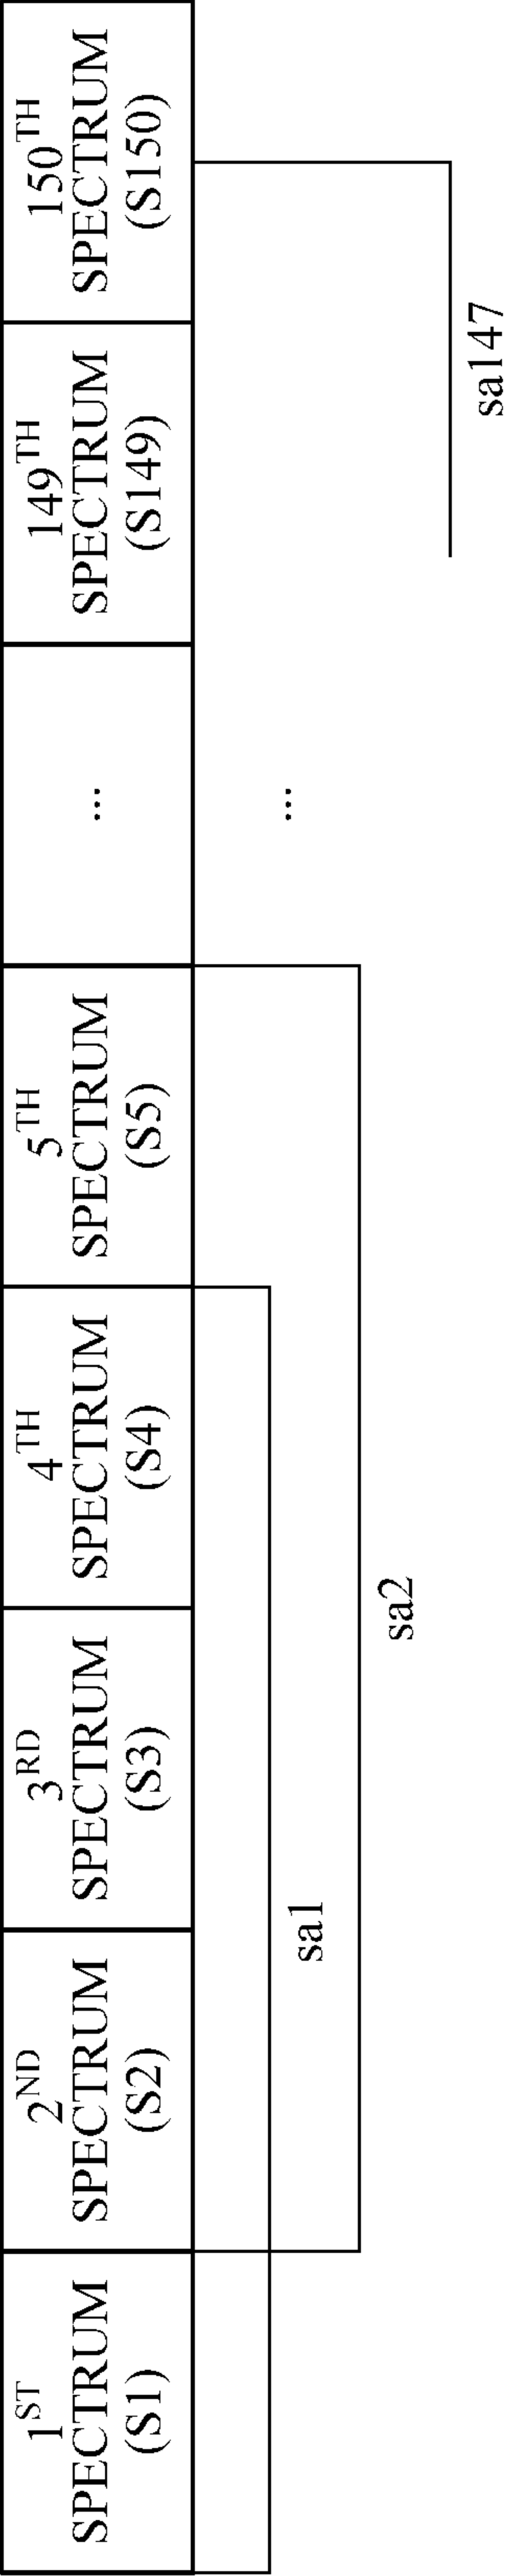 1ST
SPECTRUM
(S1)
2ND
SPECTRUM
(S2)
3RD
SPECTRUM
(S3)
4TH
SPECTRUM
(S4)
5TH
SPECTRUM
(S5)
...
149TH
SPECTRUM
(S149)
150TH
SPECTRUM
(S150)
sa1
sa2
...
sa147